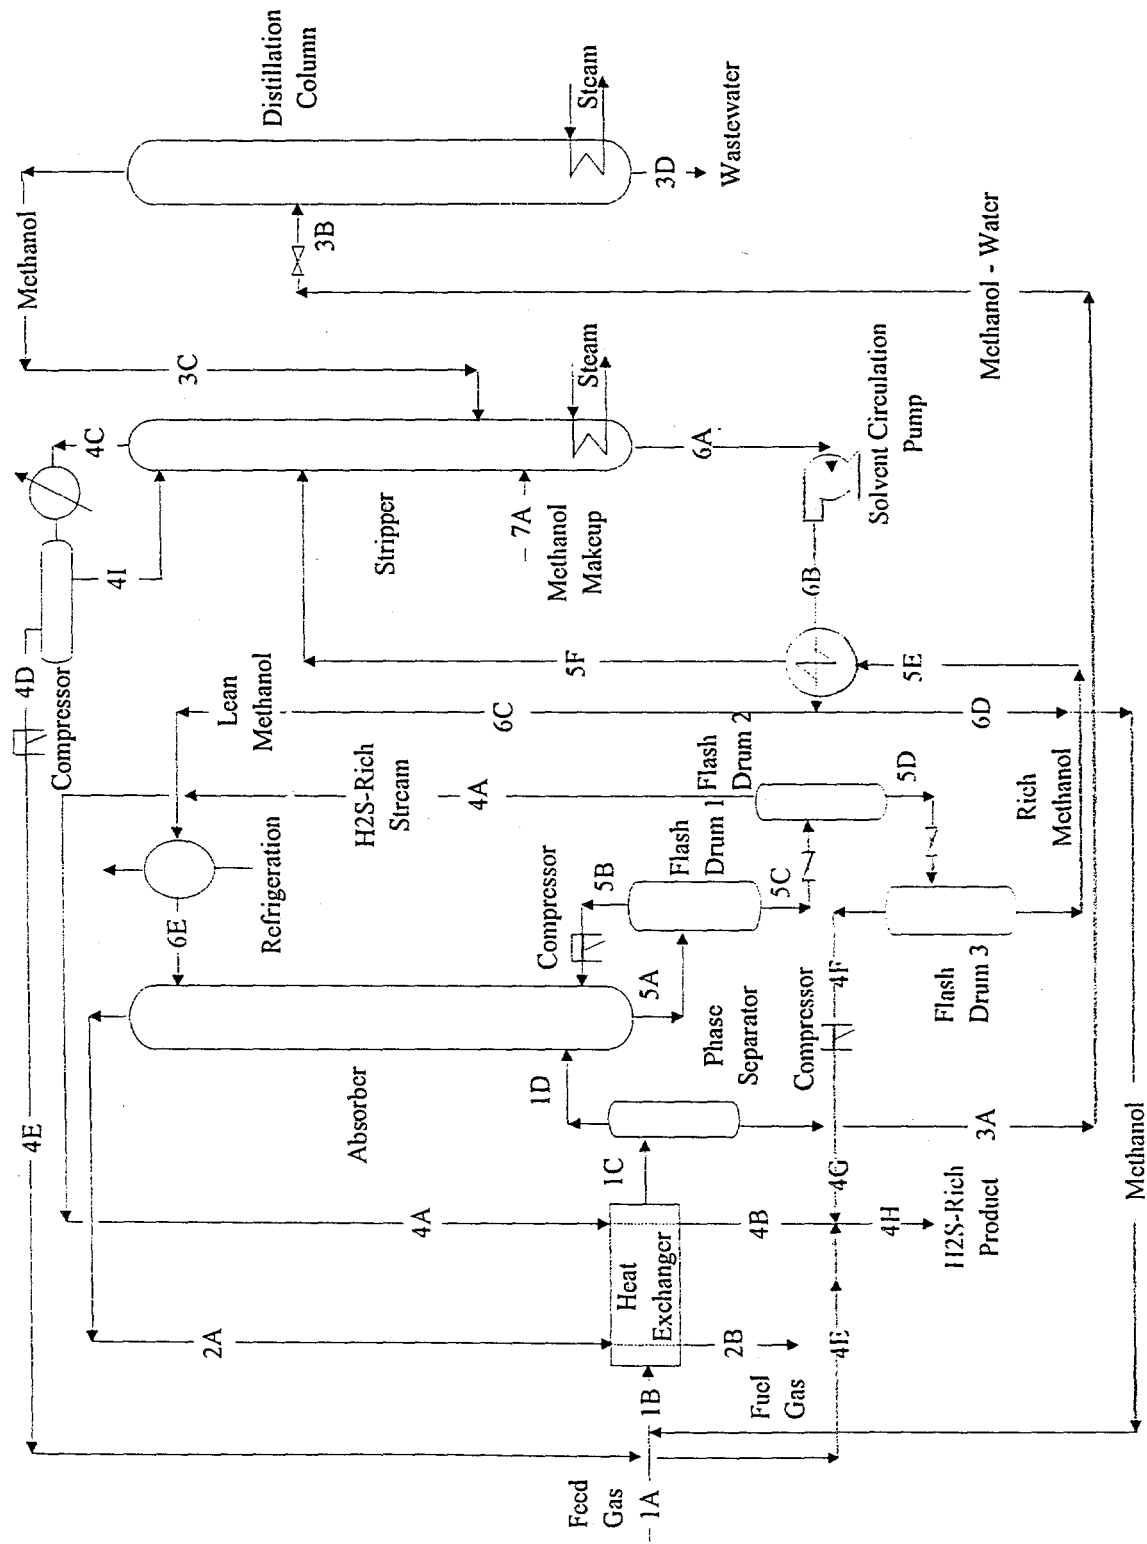 4E
4D
Methanol
Compressor
4C
4I
6E
3C
2A
Lean
Methanol
Refrigeration
Distillation
Column
3B
Absorber
H2S-Rich
Stream
Stripper
4A
4A
6C
7A
Methanol
Makeup
1D
Compressor
5F
Steam
Steam
Feed
Gas
1A
1B
Heat
Exchanger
1C
5A
5B
Flash
Drum 1
Flash
Drum 2
6A
3D
Wastewater
Phase
Separator
2B
4B
Fuel
Gas
5C
6B
Compressor
4E
4G
4F
4H
5D
5E
Solvent Circulation
Pump
H2S-Rich
Product
Flash
Drum 3
3A
6D
Methanol - Water
Rich
Methanol
Methanol